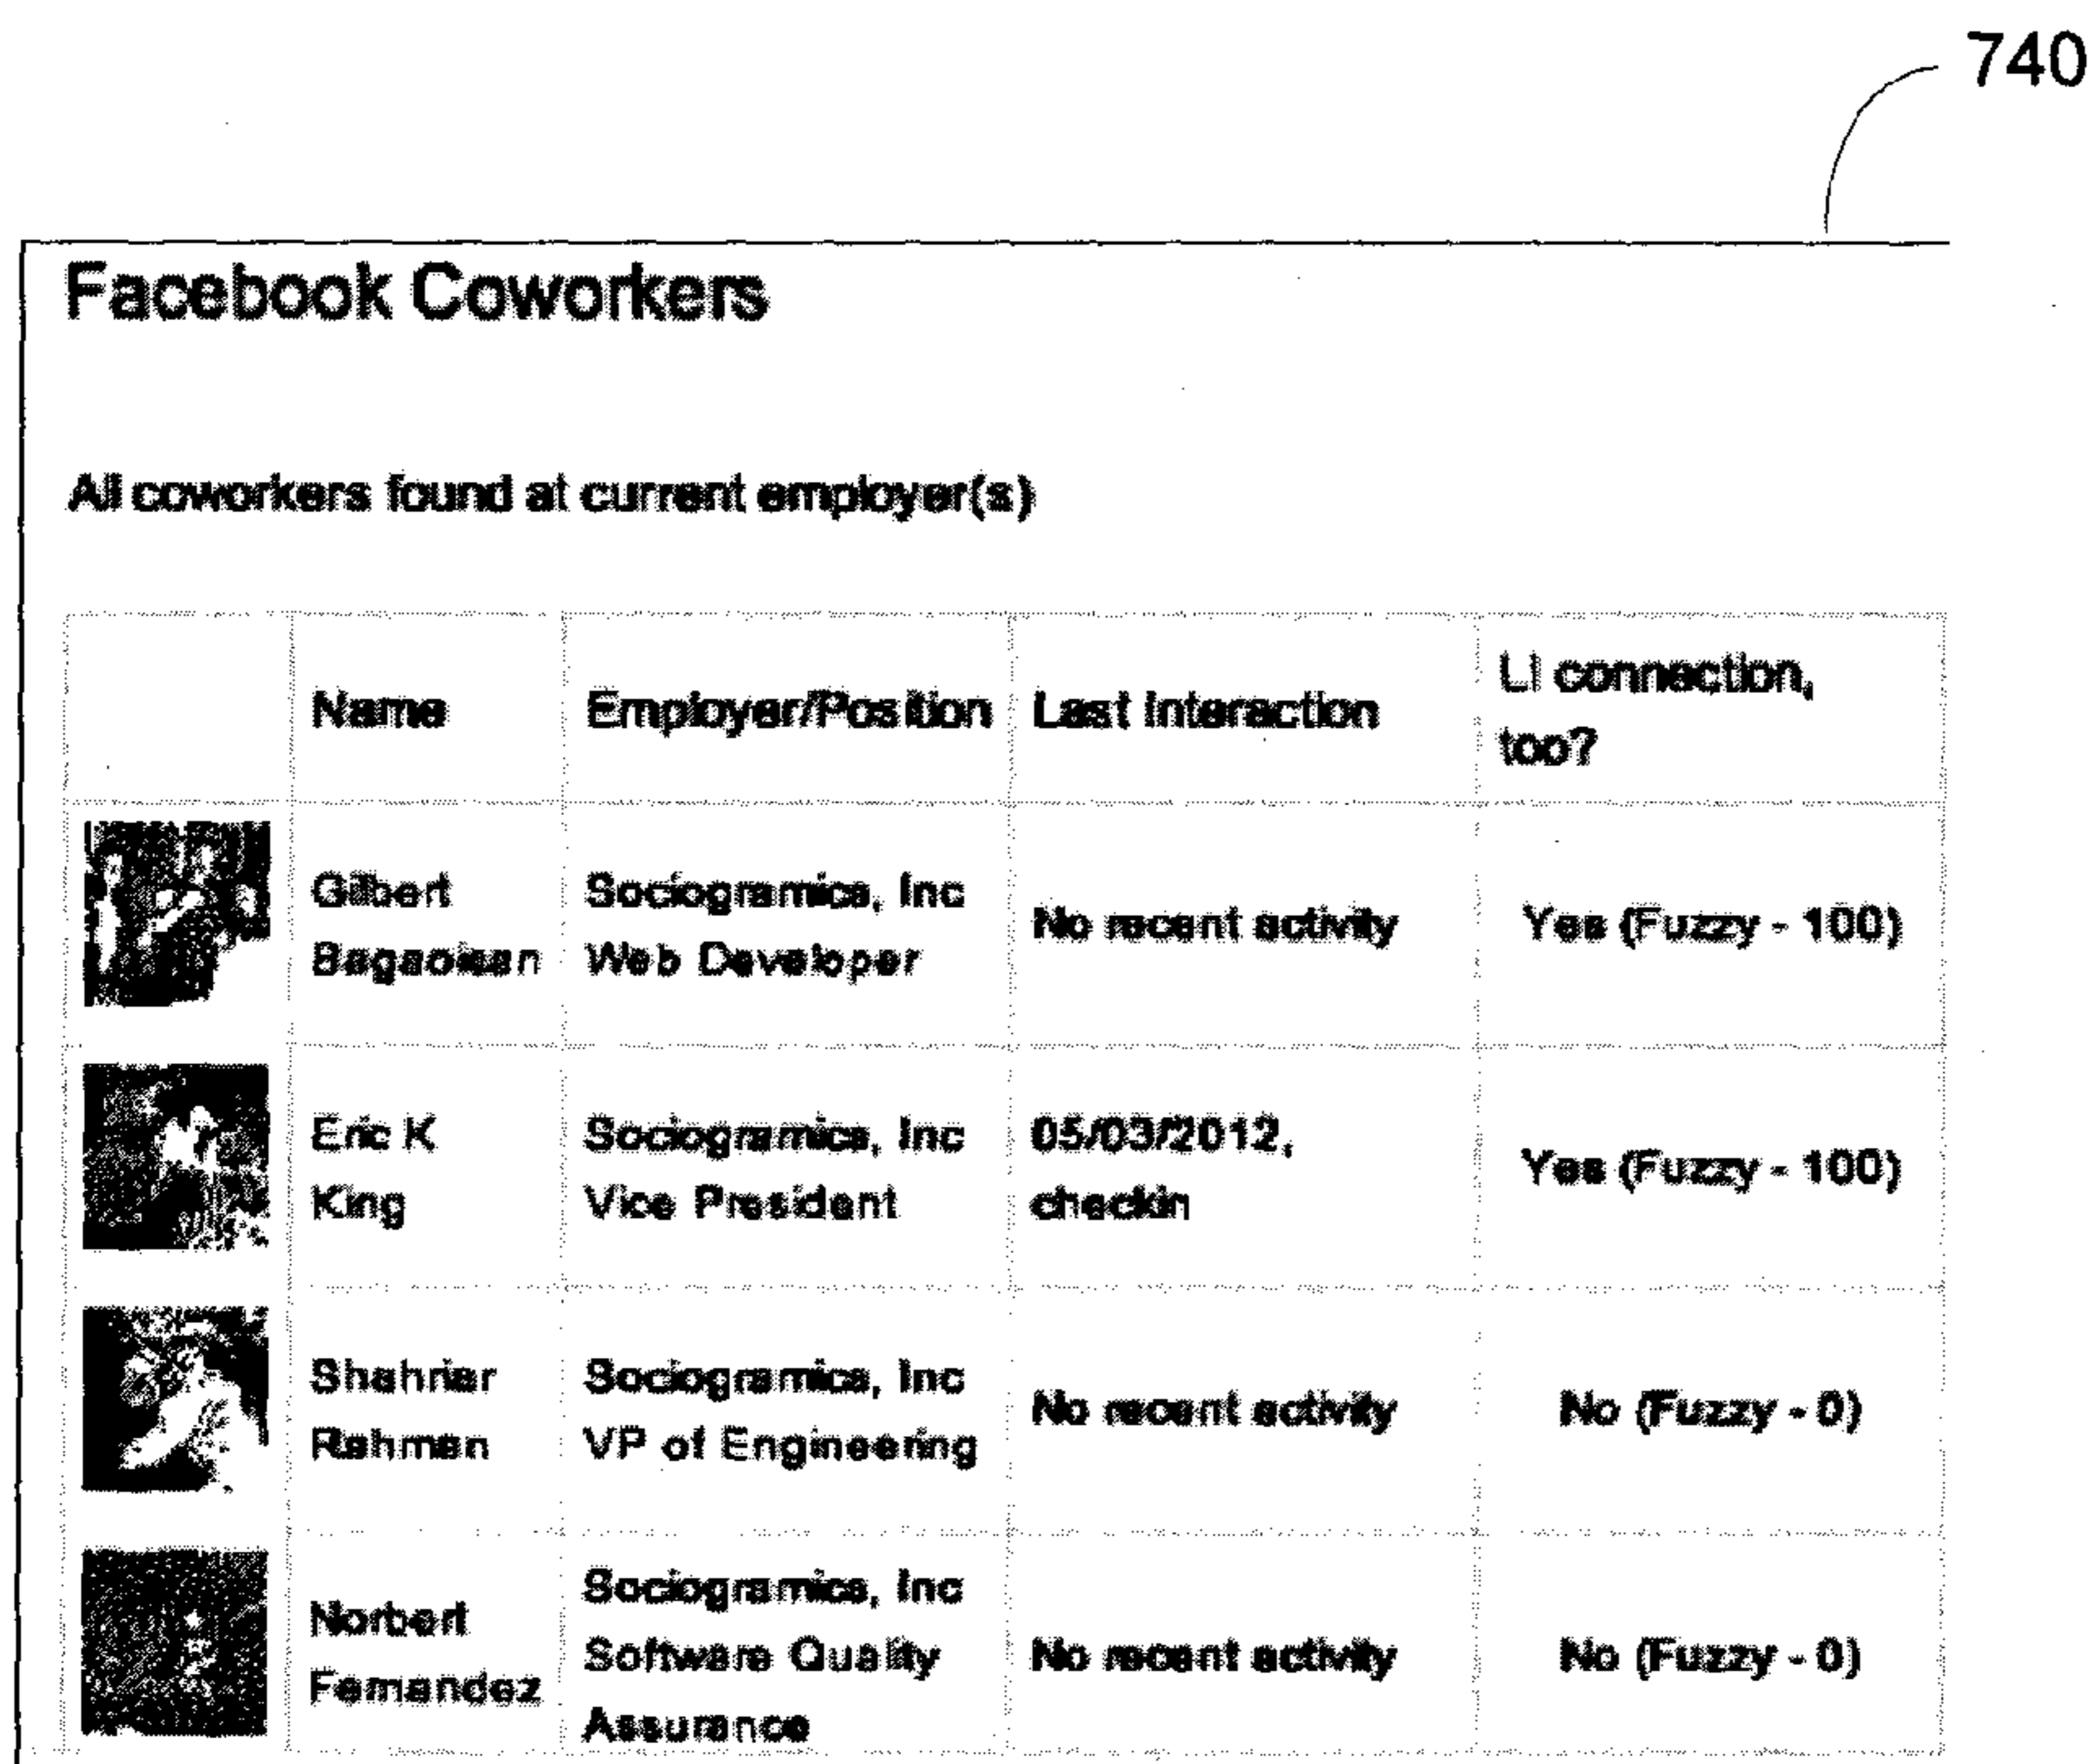 740
Facebook Coworkers
All coworkers found at current employer(s)
Name
Employer/Position
Last Interaction
LI connection,
too?
Gilbert
Bagaoisan
Sociogramics, Inc
Web Developer
No recent activity
Yes (Fuzzy - 100)
Eric K
King
Sociogramics, Inc
Vice President
05/03/2012,
checkin
Yes (Fuzzy - 100)
Shahriar
Rahman
Sociogramics, Inc
VP of Engineering
No recent activity
No (Fuzzy - 0)
Norbert
Fernandez
Sociogramics, Inc
Software Quality
Assurance
No recent activity
No (Fuzzy - 0)